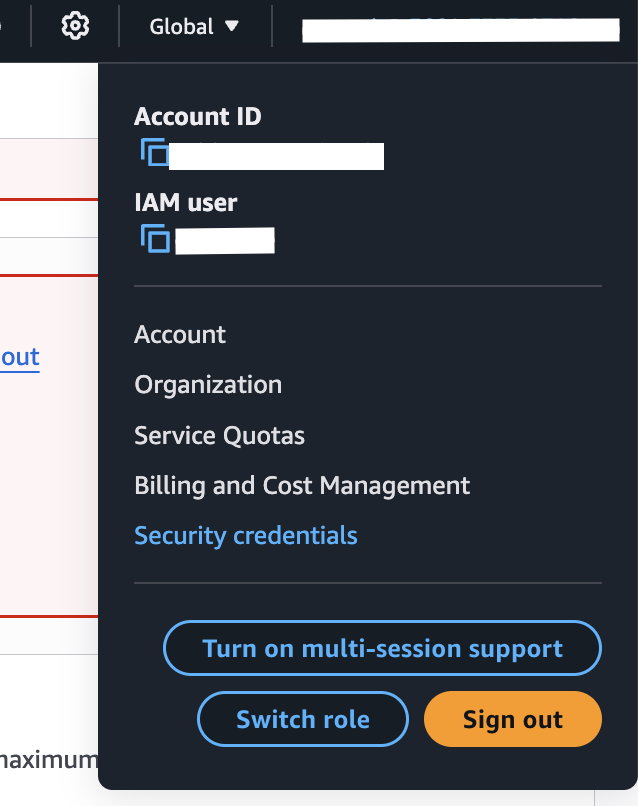 Global
Account ID
IAM user
out
Account
Organization
Service Quotas
Billing and Cost Management
Security credentials
Turn on multi-session support
Switch role
Sign out
maximum